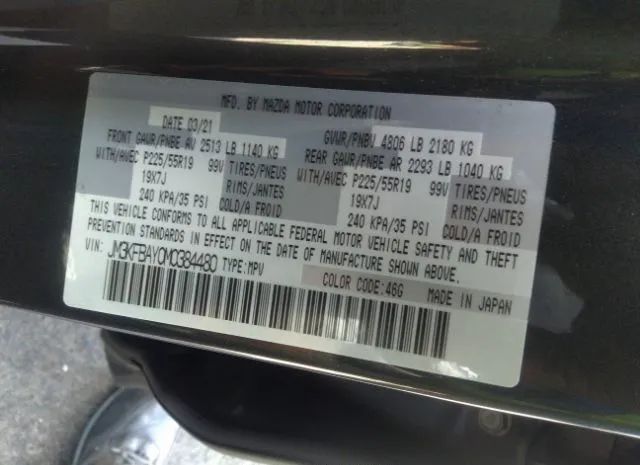 MFD. BY MAZDA MOTOR CORPORATION
DATE 03/21 GVWR/PNBV 4806 LB 2180 KG
FRONT GAWR/PNBE AV 2513 LB 1140 KG REAR GAWR/PNBE AR 2293 LB 1040 KG
WITH/AVEC P225/55R19 99V TIRES/PNEUS WITH/AVEC P225/55R19 99V TIRES/PNEUS
19X7J RIMS/JANTES 19X7J RIMS/JANTES
240 KPA/35 PSI COLD/A FROID 240 KPA/35 PSI COLD/A FROID
THIS VEHICLE CONFORMS TO ALL APPLICABLE FEDERAL MOTOR VEHICLE SAFETY AND THEFT
PREVENTION STANDARDS IN EFFECT ON THE DATE OF MANUFACTURE SHOWN ABOVE.
VIN: JM3KFBAY0M0384480 TYPE:MPV
COLOR CODE:46G MADE IN JAPAN